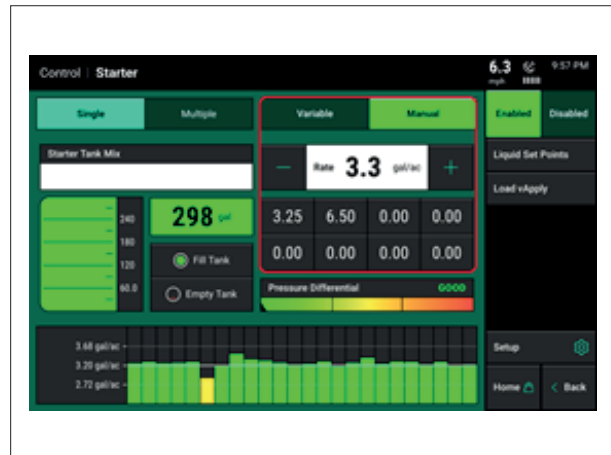 Control | Starter
6.3 mph
9:57 PM
Single
Multiple
Variable
Manual
Enabled
Disabled
Starter Tank Mix
− Rate 3.3 gal/ac +
Liquid Set Points
Load vApply
240
180
120
60.0
298 gal
Fill Tank
Empty Tank
3.25 6.50 0.00 0.00
0.00 0.00 0.00 0.00
Pressure Differential GOOD
3.68 gal/ac
3.20 gal/ac
2.72 gal/ac
Setup
Home
< Back